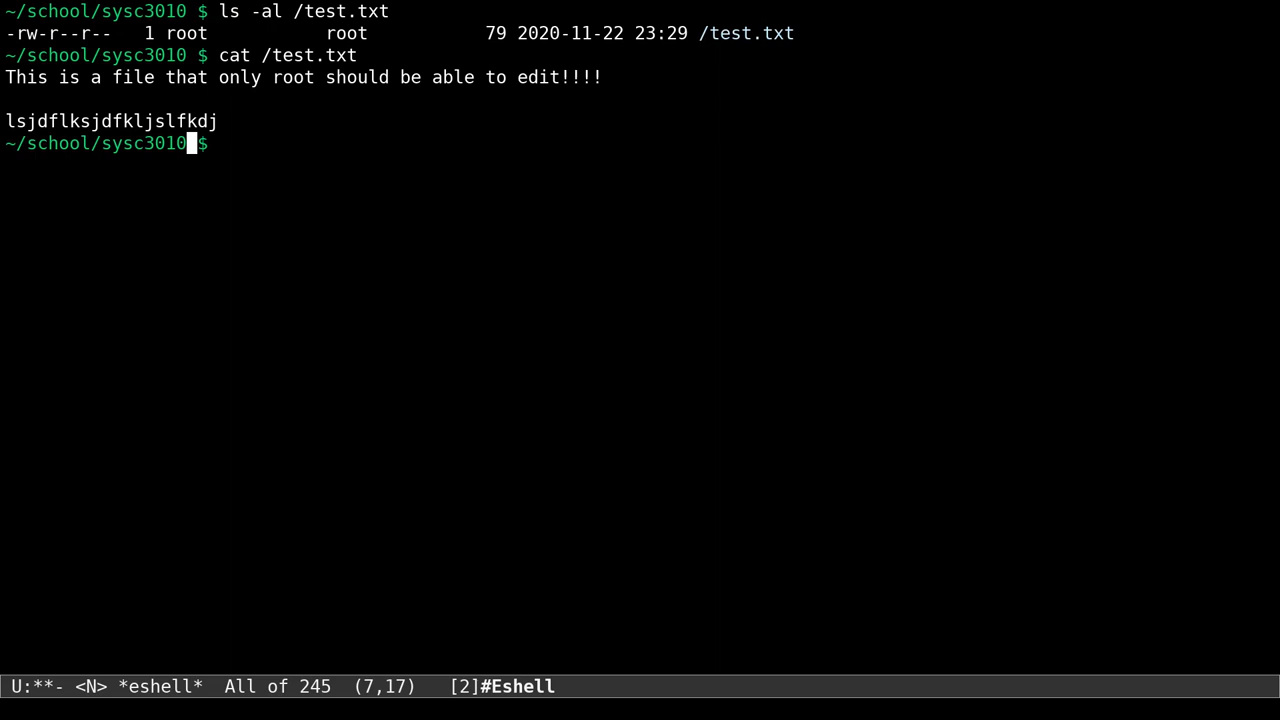 ~/school/sysc3010 $ ls -al /test.txt
-rw-r--r--   1 root           root           79 2020-11-22 23:29 /test.txt
~/school/sysc3010 $ cat /test.txt
This is a file that only root should be able to edit!!!!

lsjdflksjdfkljslfkdj
~/school/sysc3010 $
U:**- <N> *eshell*  All of 245  (7,17)   [2]#Eshell